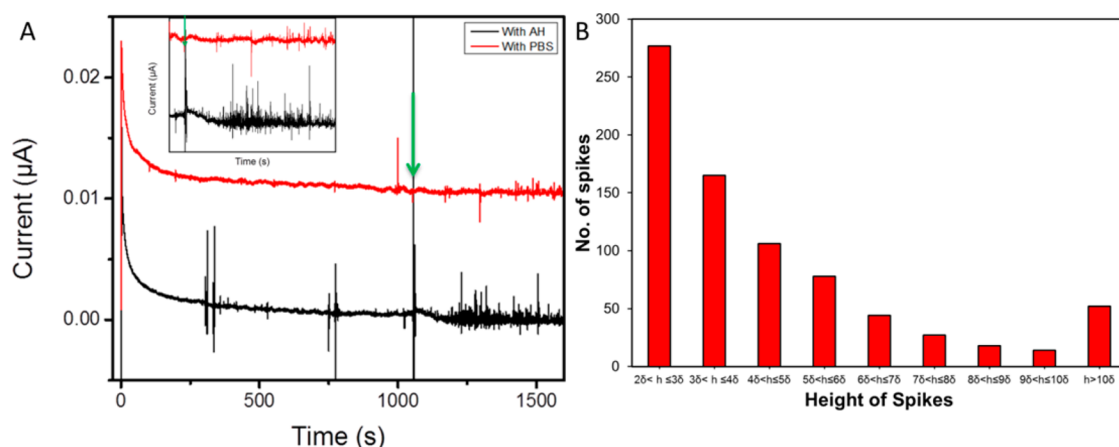 A
With AH
With PBS
Current (μA)
Time (s)
0.02
0.01
0.00
Current (μA)
0
500
1000
1500
Time (s)
B
300
250
200
150
100
50
0
No. of spikes
2δ< h ≤3δ
3δ< h ≤4δ
4δ<h≤5δ
5δ<h≤6δ
6δ<h≤7δ
7δ<h≤8δ
8δ<h≤9δ
9δ<h≤10δ
h>10δ
Height of Spikes